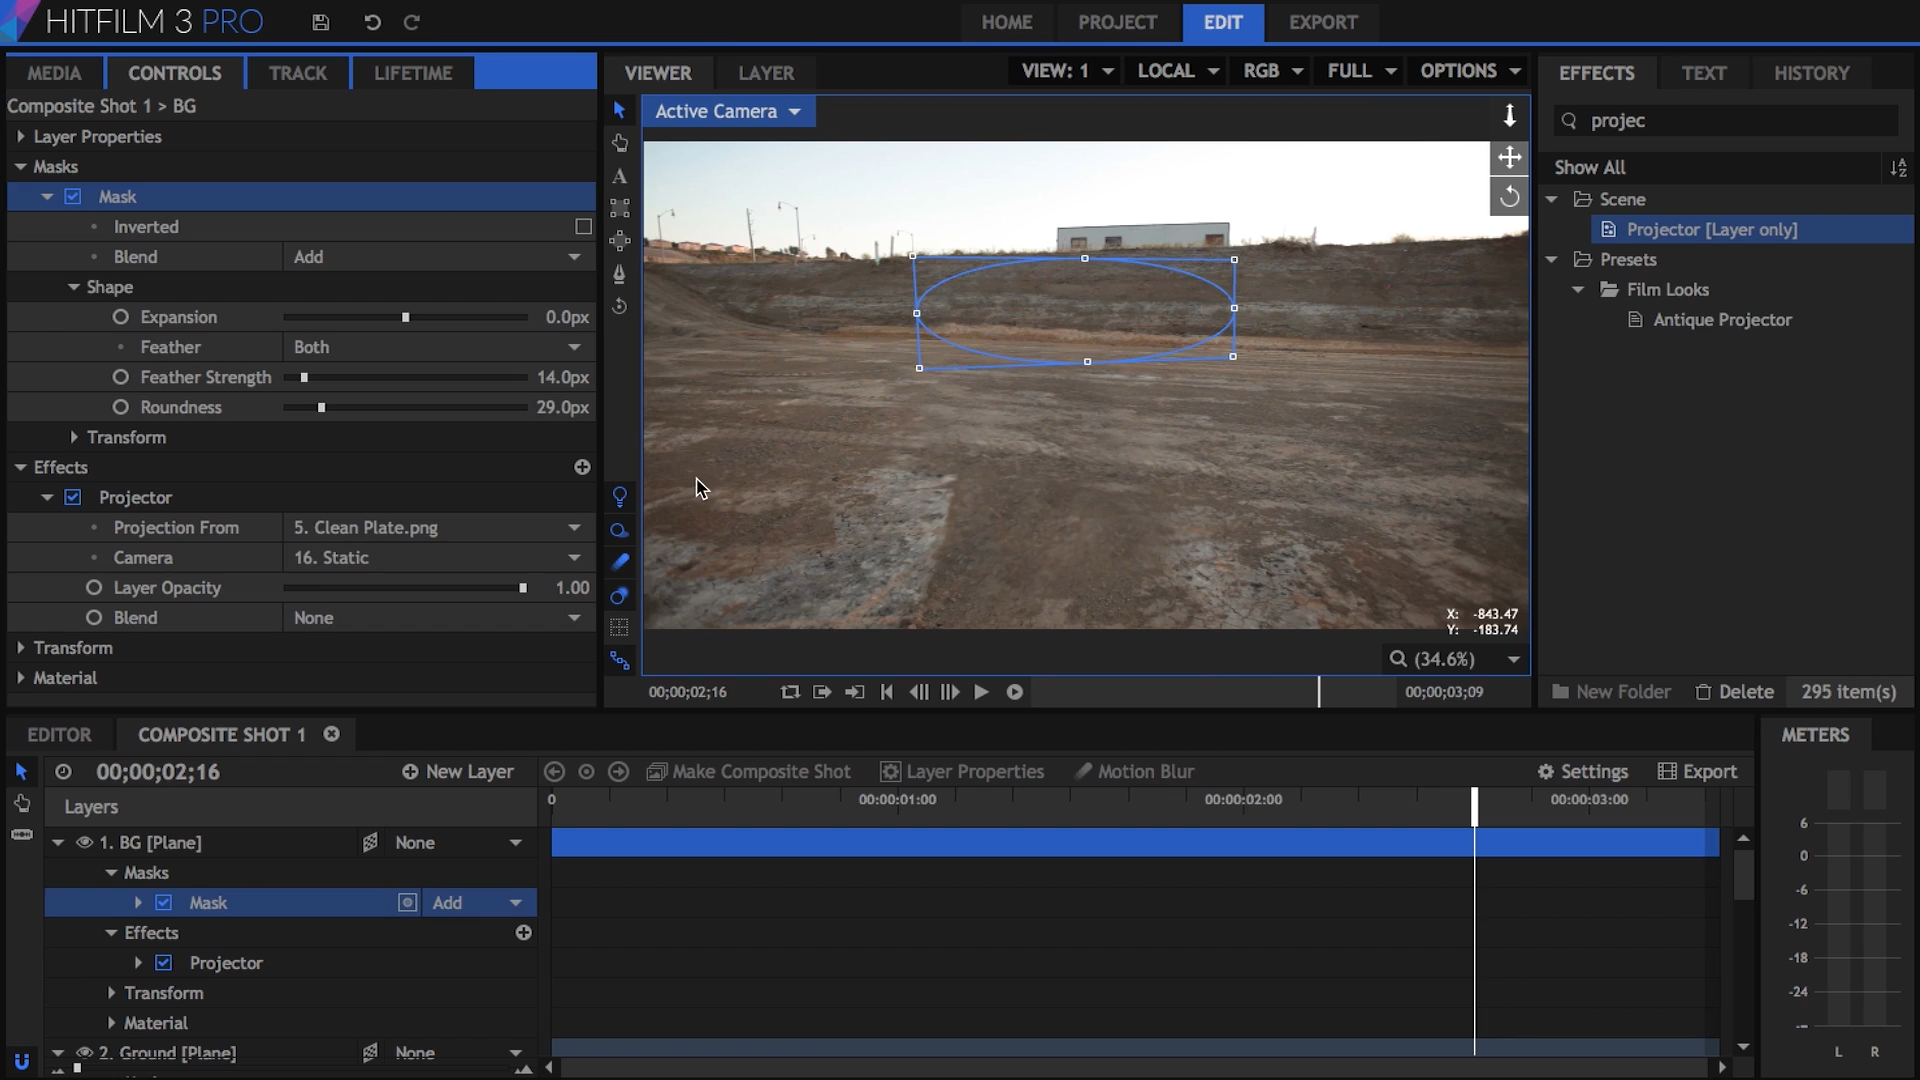 HITFILM 3 PRO
HOME PROJECT EDIT EXPORT
MEDIA CONTROLS TRACK LIFETIME
Composite Shot 1 > BG
Layer Properties
Masks
Mask
Inverted
Blend Add
Shape
Expansion 0.0px
Feather Both
Feather Strength 14.0px
Roundness 29.0px
Transform
Effects
Projector
Projection From 5. Clean Plate.png
Camera 16. Static
Layer Opacity 1.00
Blend None
Transform
Material
VIEWER LAYER VIEW: 1 LOCAL RGB FULL OPTIONS
Active Camera
A
X: -843.47
Y: -183.74
(34.6%)
00;00;02;16 00;00;03;09
EFFECTS TEXT HISTORY
projec
Show All
Scene
Projector [Layer only]
Presets
Film Looks
Antique Projector
New Folder Delete 295 item(s)
EDITOR COMPOSITE SHOT 1
00;00;02;16 New Layer Make Composite Shot Layer Properties Motion Blur Settings Export
Layers 0 00:00:01:00 00:00:02:00 00:00:03:00
1. BG [Plane] None
Masks
Mask Add
Effects
Projector
Transform
Material
2. Ground [Plane] None
METERS
6
0
-6
-12
-18
-24
L R